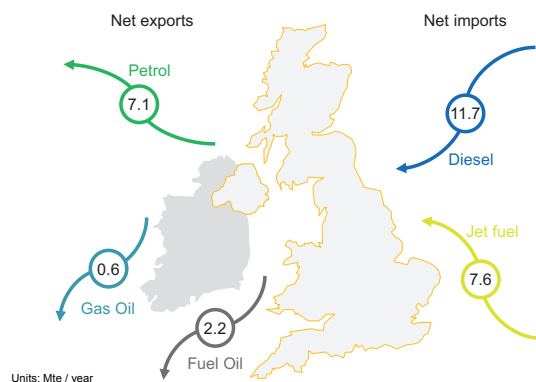 Net exports
Net imports
Petrol
7.1
11.7
Diesel
Jet fuel
7.6
0.6
Gas Oil
2.2
Fuel Oil
Units: Mte / year